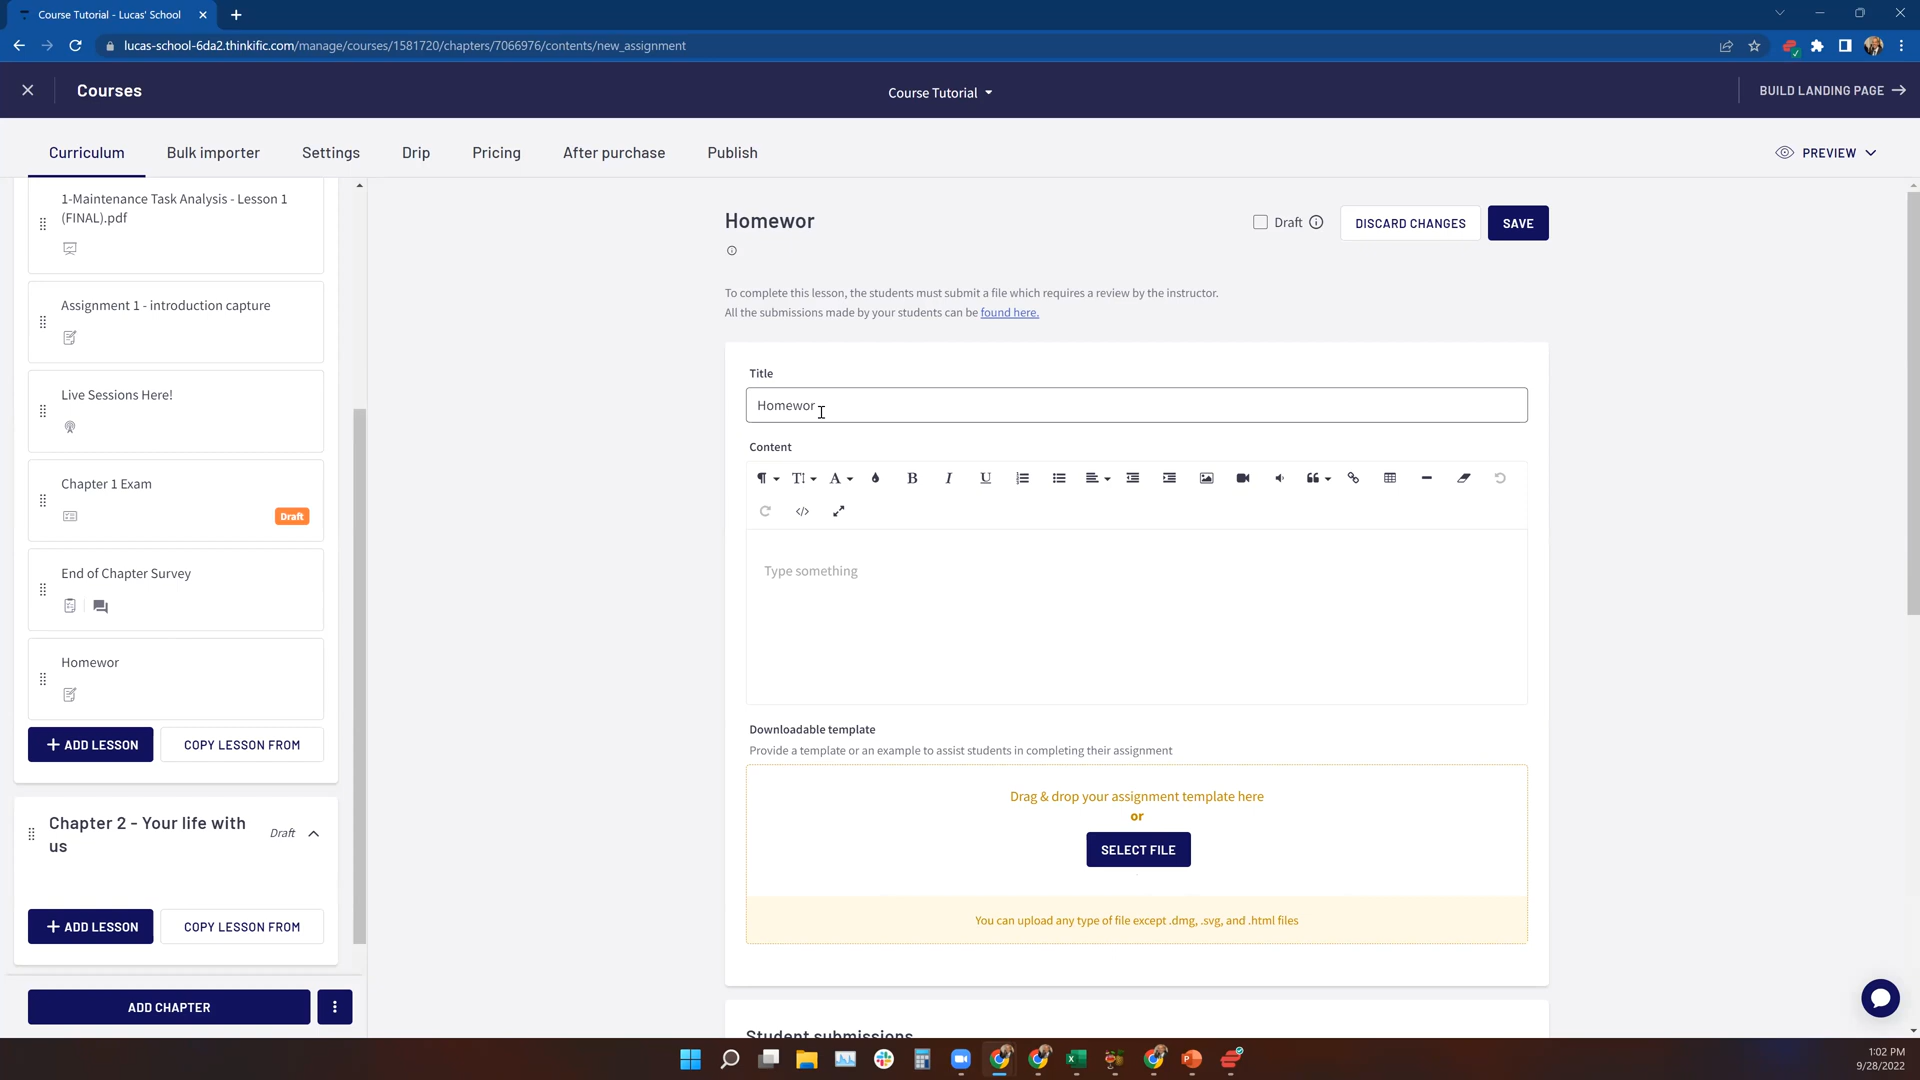 Course Tutorial - Lucas' School
lucas-school-6da2.thinkific.com/manage/courses/1581720/chapters/7066976/contents/new_assignment
Courses
Course Tutorial
BUILD LANDING PAGE
Curriculum
Bulk importer
Settings
Drip
Pricing
After purchase
Publish
PREVIEW
1-Maintenance Task Analysis - Lesson 1
(FINAL).pdf
Assignment 1 - introduction capture
Live Sessions Here!
Chapter 1 Exam
Draft
End of Chapter Survey
Homewor
+ ADD LESSON
COPY LESSON FROM
Chapter 2 - Your life with
us
Draft
+ ADD LESSON
COPY LESSON FROM
ADD CHAPTER
Homewor
Draft
DISCARD CHANGES
SAVE
To complete this lesson, the students must submit a file which requires a review by the instructor.
All the submissions made by your students can be found here.
Title
Homewor
Content
Type something
Downloadable template
Provide a template or an example to assist students in completing their assignment
Drag & drop your assignment template here
or
SELECT FILE
You can upload any type of file except .dmg, .svg, and .html files
Student submissions
1:02 PM
9/28/2022